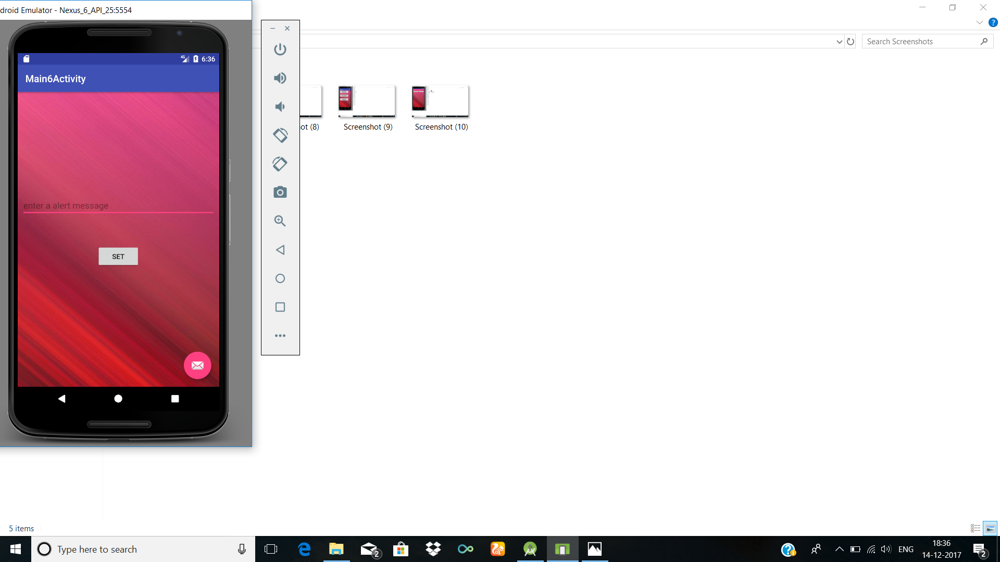 droid Emulator - Nexus_6_API_25:5554
4G 6:36
Main6Activity
enter a alert message
SET
Search Screenshots
ot (8)
Screenshot (9)
Screenshot (10)
5 items
Type here to search
2
ENG
18:36
14-12-2017
2